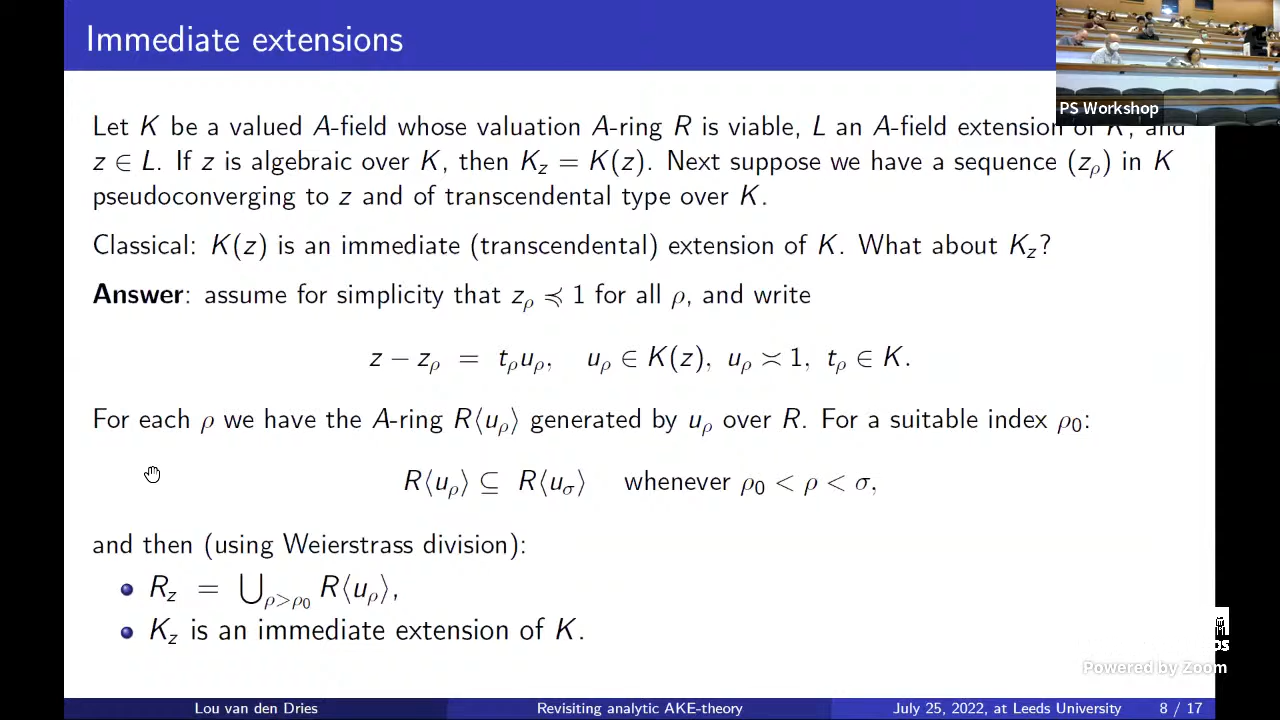 Immediate extensions
PS Workshop
Let K be a valued A-field whose valuation A-ring R is viable, L an A-field extension of K, and
z ∈ L. If z is algebraic over K, then K_z = K(z). Next suppose we have a sequence (z_ρ) in K
pseudoconverging to z and of transcendental type over K.
Classical: K(z) is an immediate (transcendental) extension of K. What about K_z?
Answer: assume for simplicity that z_ρ ≼ 1 for all ρ, and write
z − z_ρ = t_ρ u_ρ, u_ρ ∈ K(z), u_ρ ≍ 1, t_ρ ∈ K.
For each ρ we have the A-ring R⟨u_ρ⟩ generated by u_ρ over R. For a suitable index ρ_0:
R⟨u_ρ⟩ ⊆ R⟨u_σ⟩ whenever ρ_0 < ρ < σ,
and then (using Weierstrass division):
• R_z = ⋃_{ρ>ρ_0} R⟨u_ρ⟩,
• K_z is an immediate extension of K.
Powered by Zoom
Lou van den Dries Revisiting analytic AKE-theory July 25, 2022, at Leeds University 8 / 17